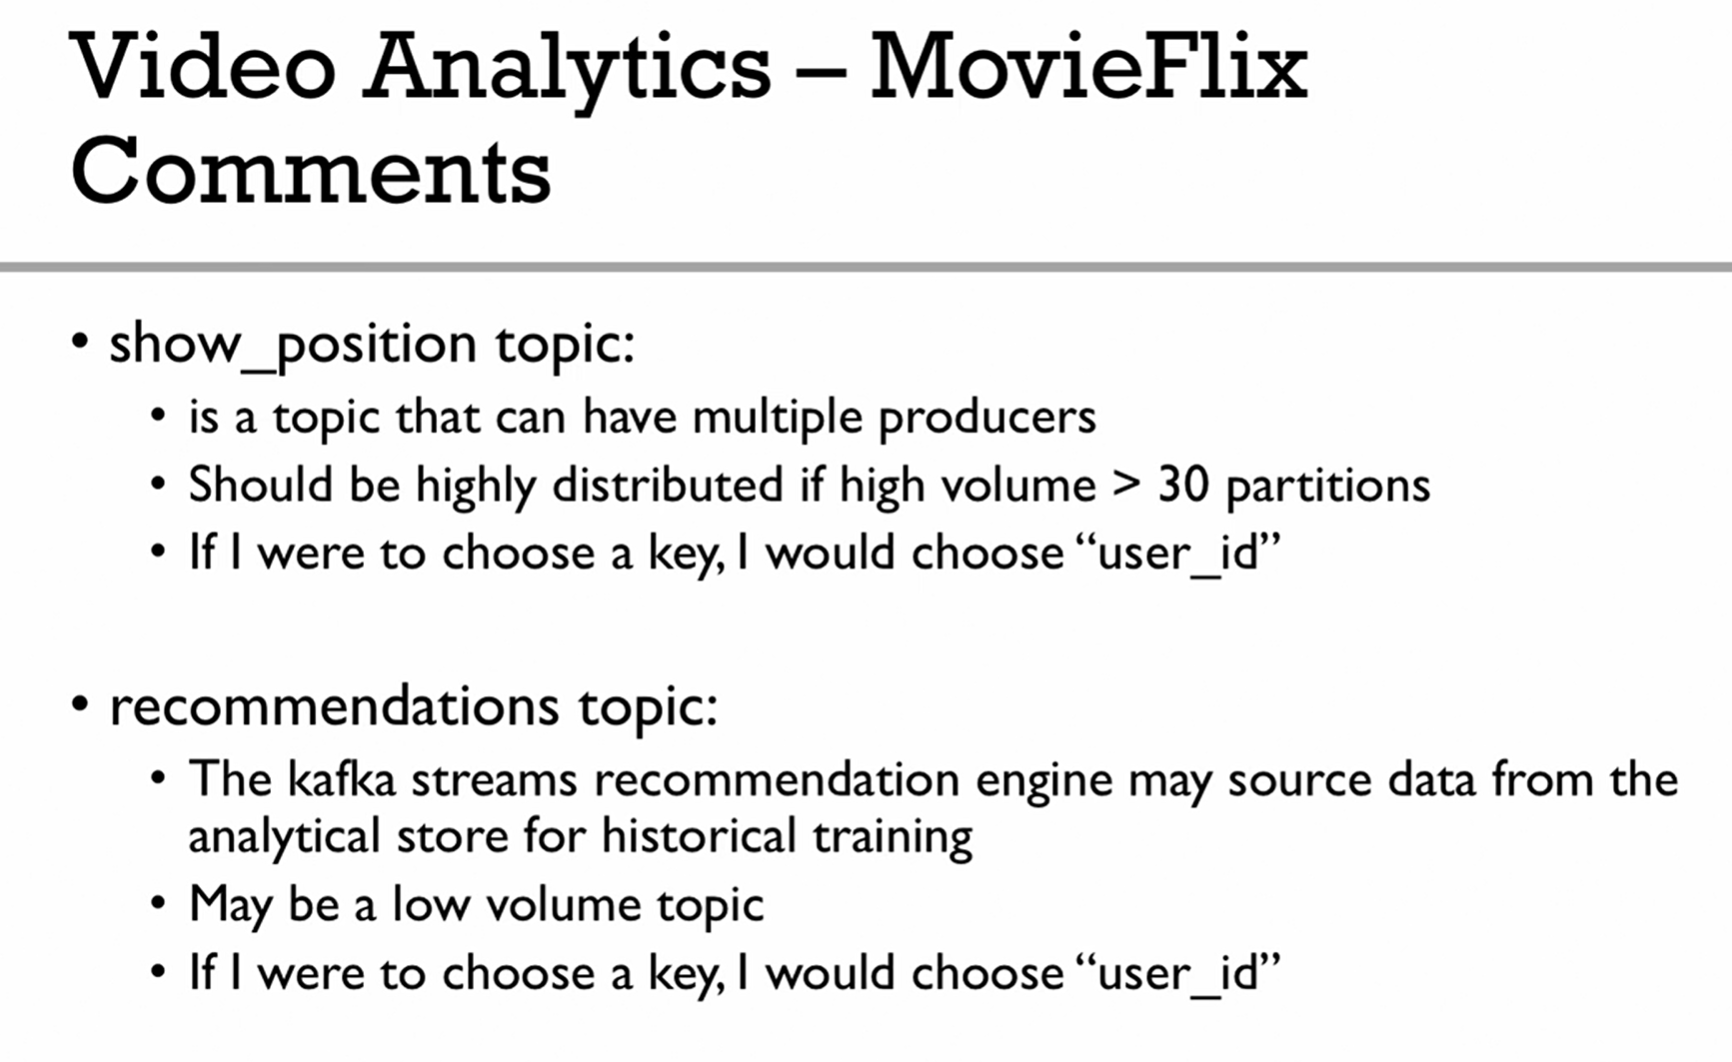 Video Analytics – MovieFlix
Comments
• show_position topic:
• is a topic that can have multiple producers
• Should be highly distributed if high volume > 30 partitions
• If I were to choose a key, I would choose “user_id”
• recommendations topic:
• The kafka streams recommendation engine may source data from the
analytical store for historical training
• May be a low volume topic
• If I were to choose a key, I would choose “user_id”